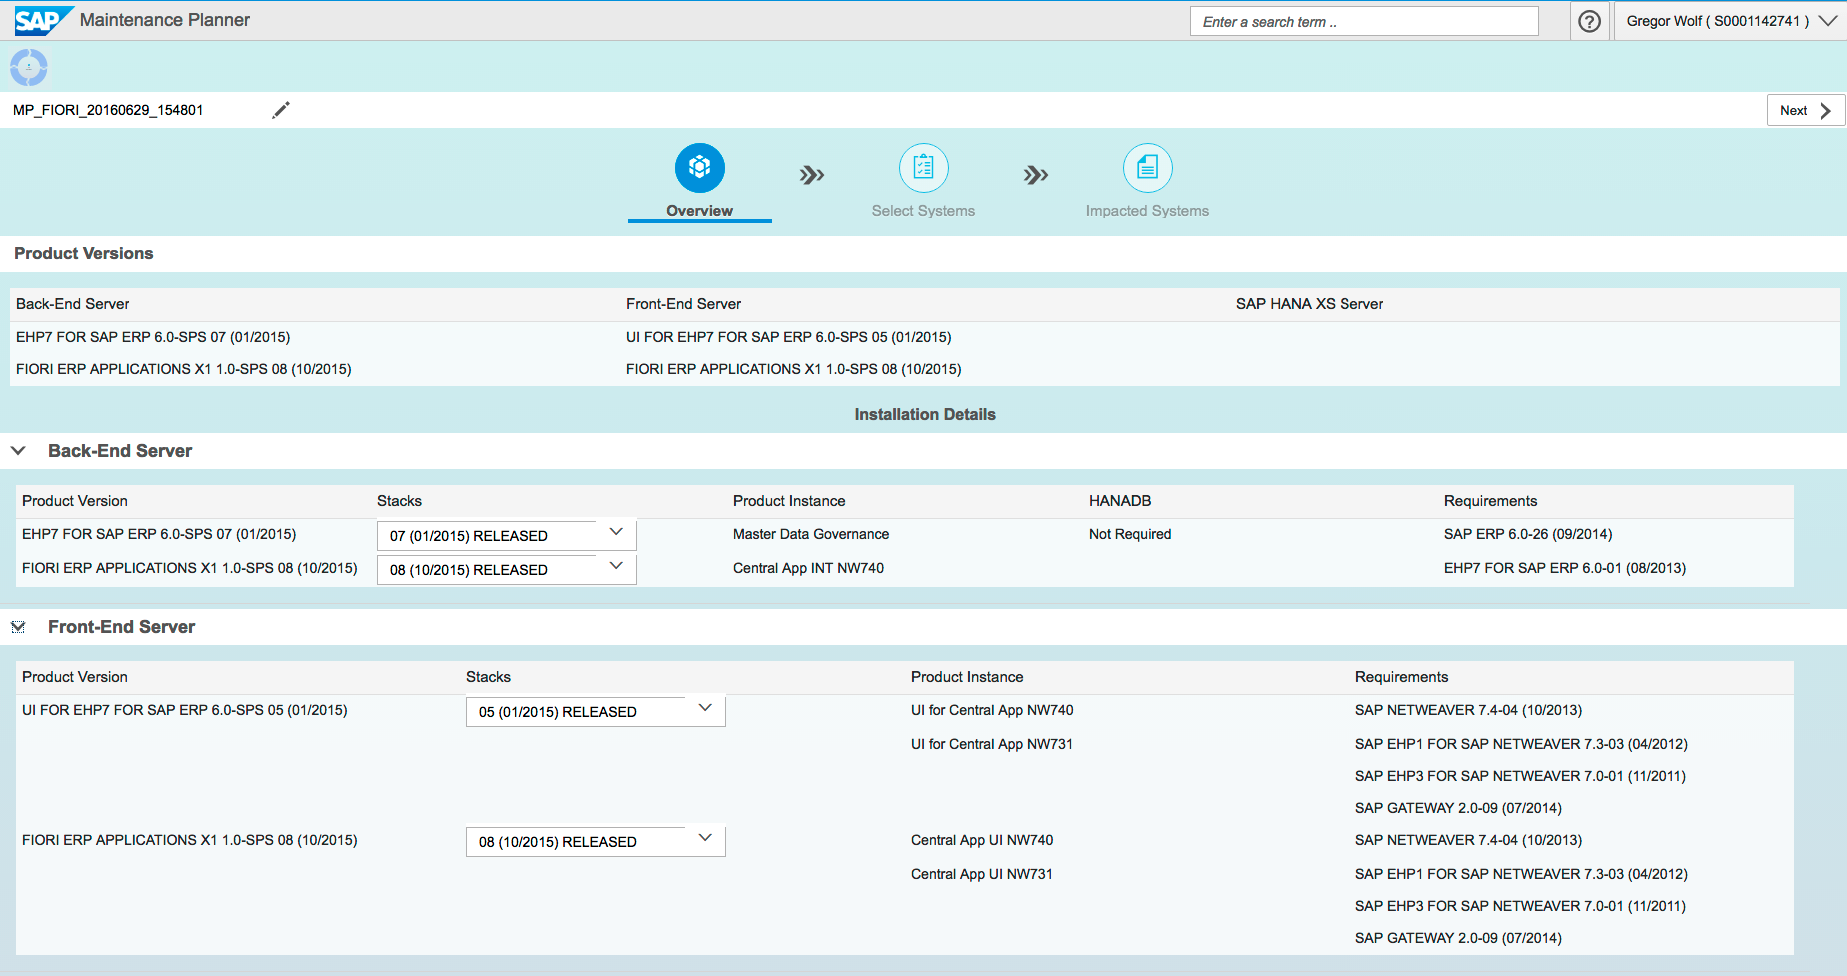 SAP Maintenance Planner Enter a search term .. Gregor Wolf ( S0001142741 )
MP_FIORI_20160629_154801 Next
Overview Select Systems Impacted Systems
Product Versions
Back-End Server Front-End Server SAP HANA XS Server
EHP7 FOR SAP ERP 6.0-SPS 07 (01/2015) UI FOR EHP7 FOR SAP ERP 6.0-SPS 05 (01/2015)
FIORI ERP APPLICATIONS X1 1.0-SPS 08 (10/2015) FIORI ERP APPLICATIONS X1 1.0-SPS 08 (10/2015)
Installation Details
Back-End Server
Product Version Stacks Product Instance HANADB Requirements
EHP7 FOR SAP ERP 6.0-SPS 07 (01/2015) 07 (01/2015) RELEASED Master Data Governance Not Required SAP ERP 6.0-26 (09/2014)
FIORI ERP APPLICATIONS X1 1.0-SPS 08 (10/2015) 08 (10/2015) RELEASED Central App INT NW740 EHP7 FOR SAP ERP 6.0-01 (08/2013)
Front-End Server
Product Version Stacks Product Instance Requirements
UI FOR EHP7 FOR SAP ERP 6.0-SPS 05 (01/2015) 05 (01/2015) RELEASED UI for Central App NW740 SAP NETWEAVER 7.4-04 (10/2013)
UI for Central App NW731 SAP EHP1 FOR SAP NETWEAVER 7.3-03 (04/2012)
SAP EHP3 FOR SAP NETWEAVER 7.0-01 (11/2011)
SAP GATEWAY 2.0-09 (07/2014)
FIORI ERP APPLICATIONS X1 1.0-SPS 08 (10/2015) 08 (10/2015) RELEASED Central App UI NW740 SAP NETWEAVER 7.4-04 (10/2013)
Central App UI NW731 SAP EHP1 FOR SAP NETWEAVER 7.3-03 (04/2012)
SAP EHP3 FOR SAP NETWEAVER 7.0-01 (11/2011)
SAP GATEWAY 2.0-09 (07/2014)